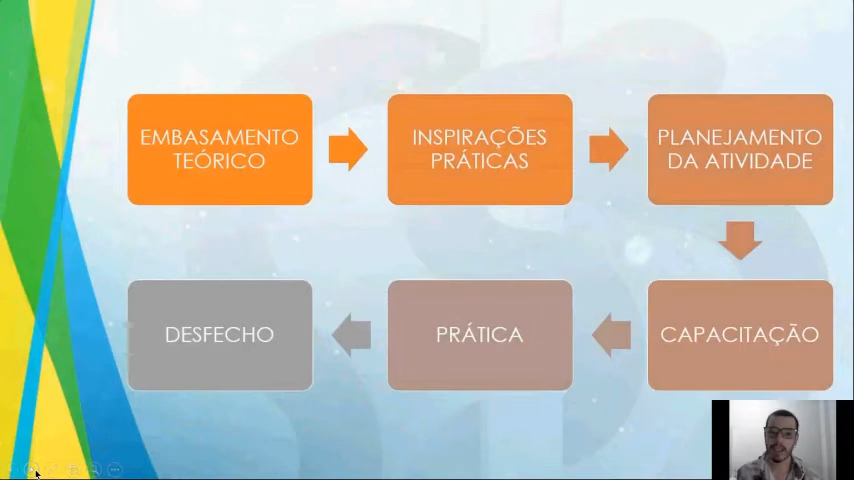 EMBASAMENTO
TEÓRICO
INSPIRAÇÕES
PRÁTICAS
PLANEJAMENTO
DA ATIVIDADE
CAPACITAÇÃO
PRÁTICA
DESFECHO